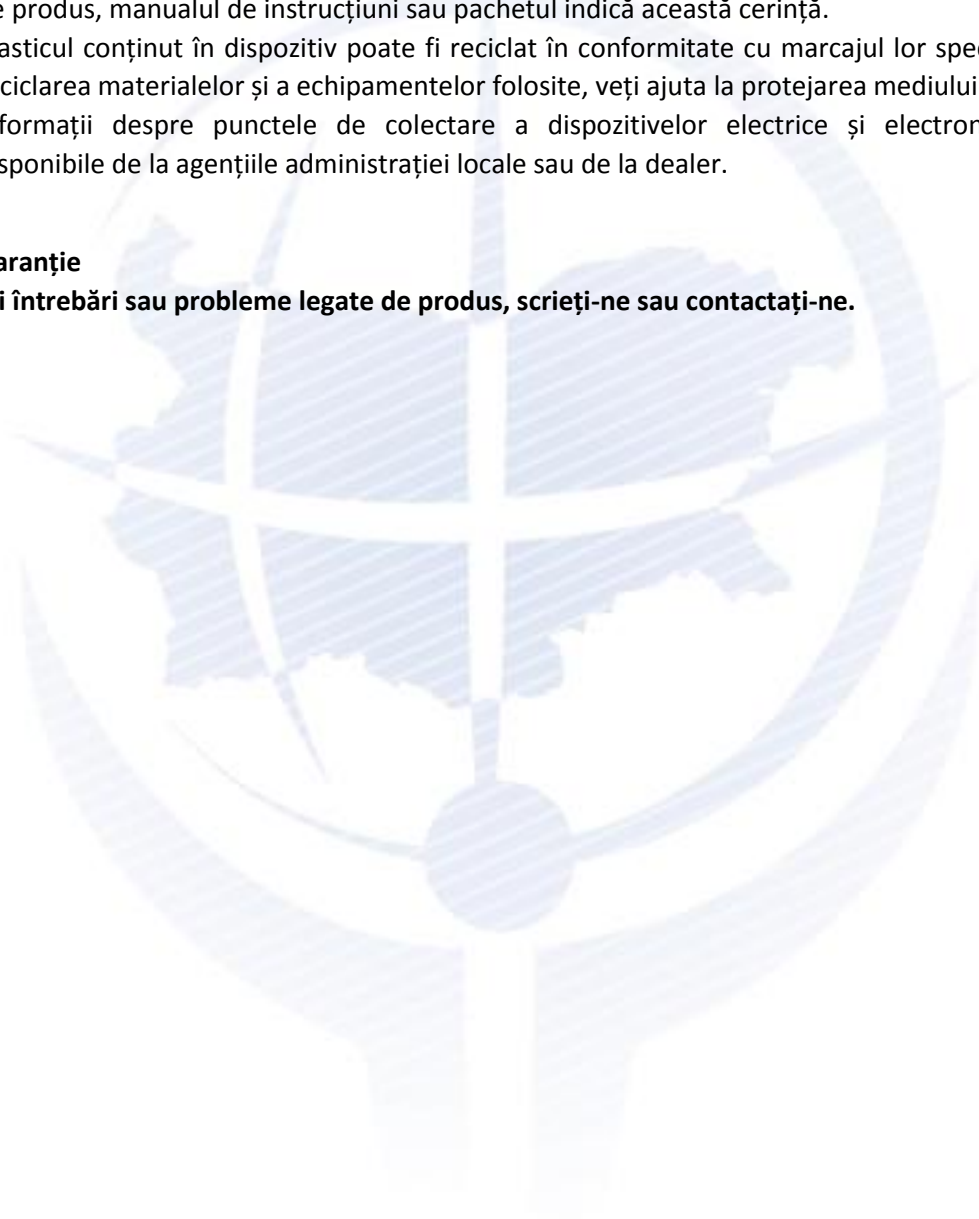 e produs, manualul de instrucțiuni sau pachetul indică această cerință.
asticul conținut în dispozitiv poate fi reciclat în conformitate cu marcajul lor spec
ciclarea materialelor și a echipamentelor folosite, veți ajuta la protejarea mediului
formații despre punctele de colectare a dispozitivelor electrice și electron
sponibile de la agențiile administrației locale sau de la dealer.
aranție
i întrebări sau probleme legate de produs, scrieți-ne sau contactați-ne.